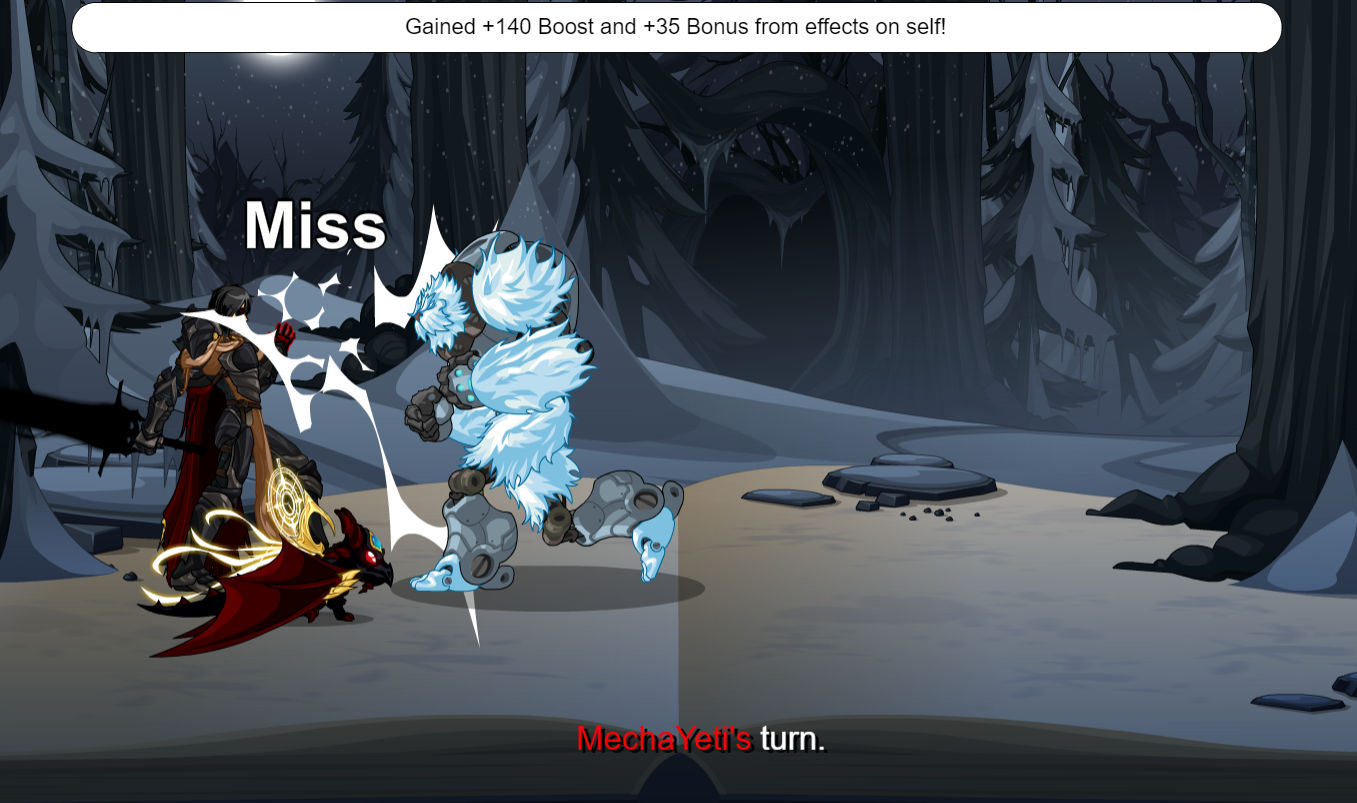 Gained +140 Boost and +35 Bonus from effects on self!
Miss
MechaYeti's turn.